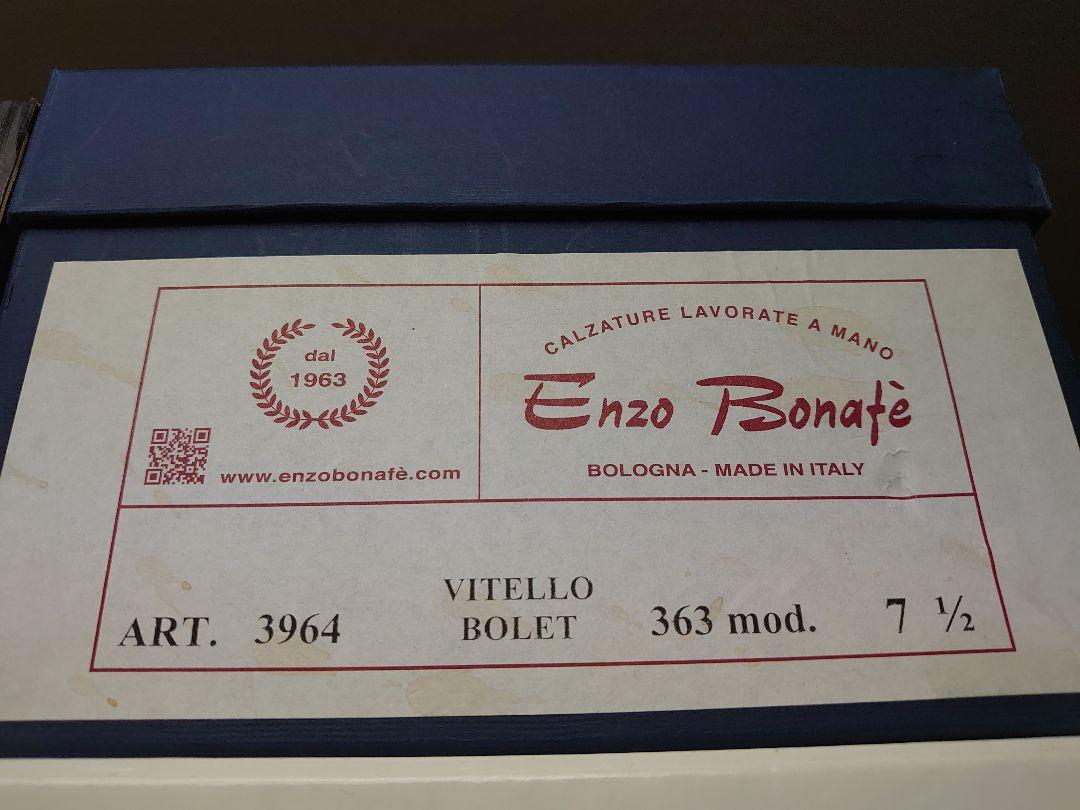 dal
1963
www.enzobonafè.com
CALZATURE LAVORATE A MANO
Enzo Bonafè
BOLOGNA - MADE IN ITALY
ART. 3964 VITELLO BOLET 363 mod. 7 ½